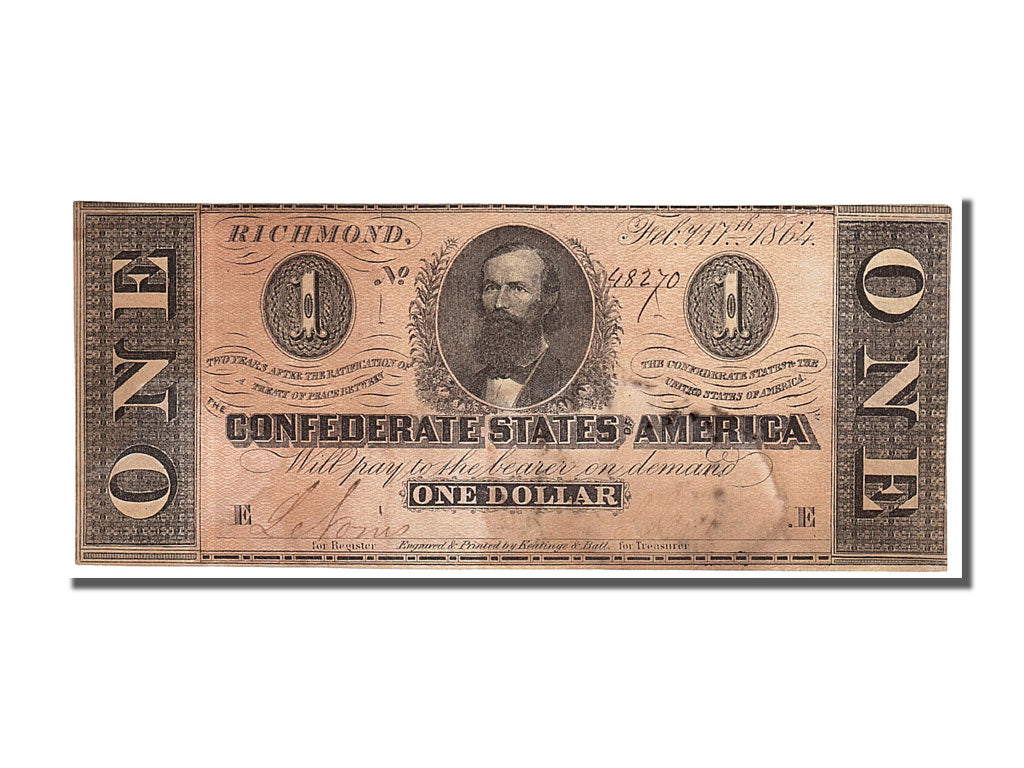 RICHMOND.
Feb.y 17th. 1864.
No 48270
1
1
TWO YEARS AFTER THE RATIFICATION OF
A TREATY OF PEACE BETWEEN
THE CONFEDERATE STATES & THE
UNITED STATES OF AMERICA.
THE
CONFEDERATE STATES OF AMERICA
Will pay to the bearer on demand
ONE DOLLAR
E
.E
for Register Engraved & Printed by Keatinge & Ball. for Treasurer
ONE
ONE